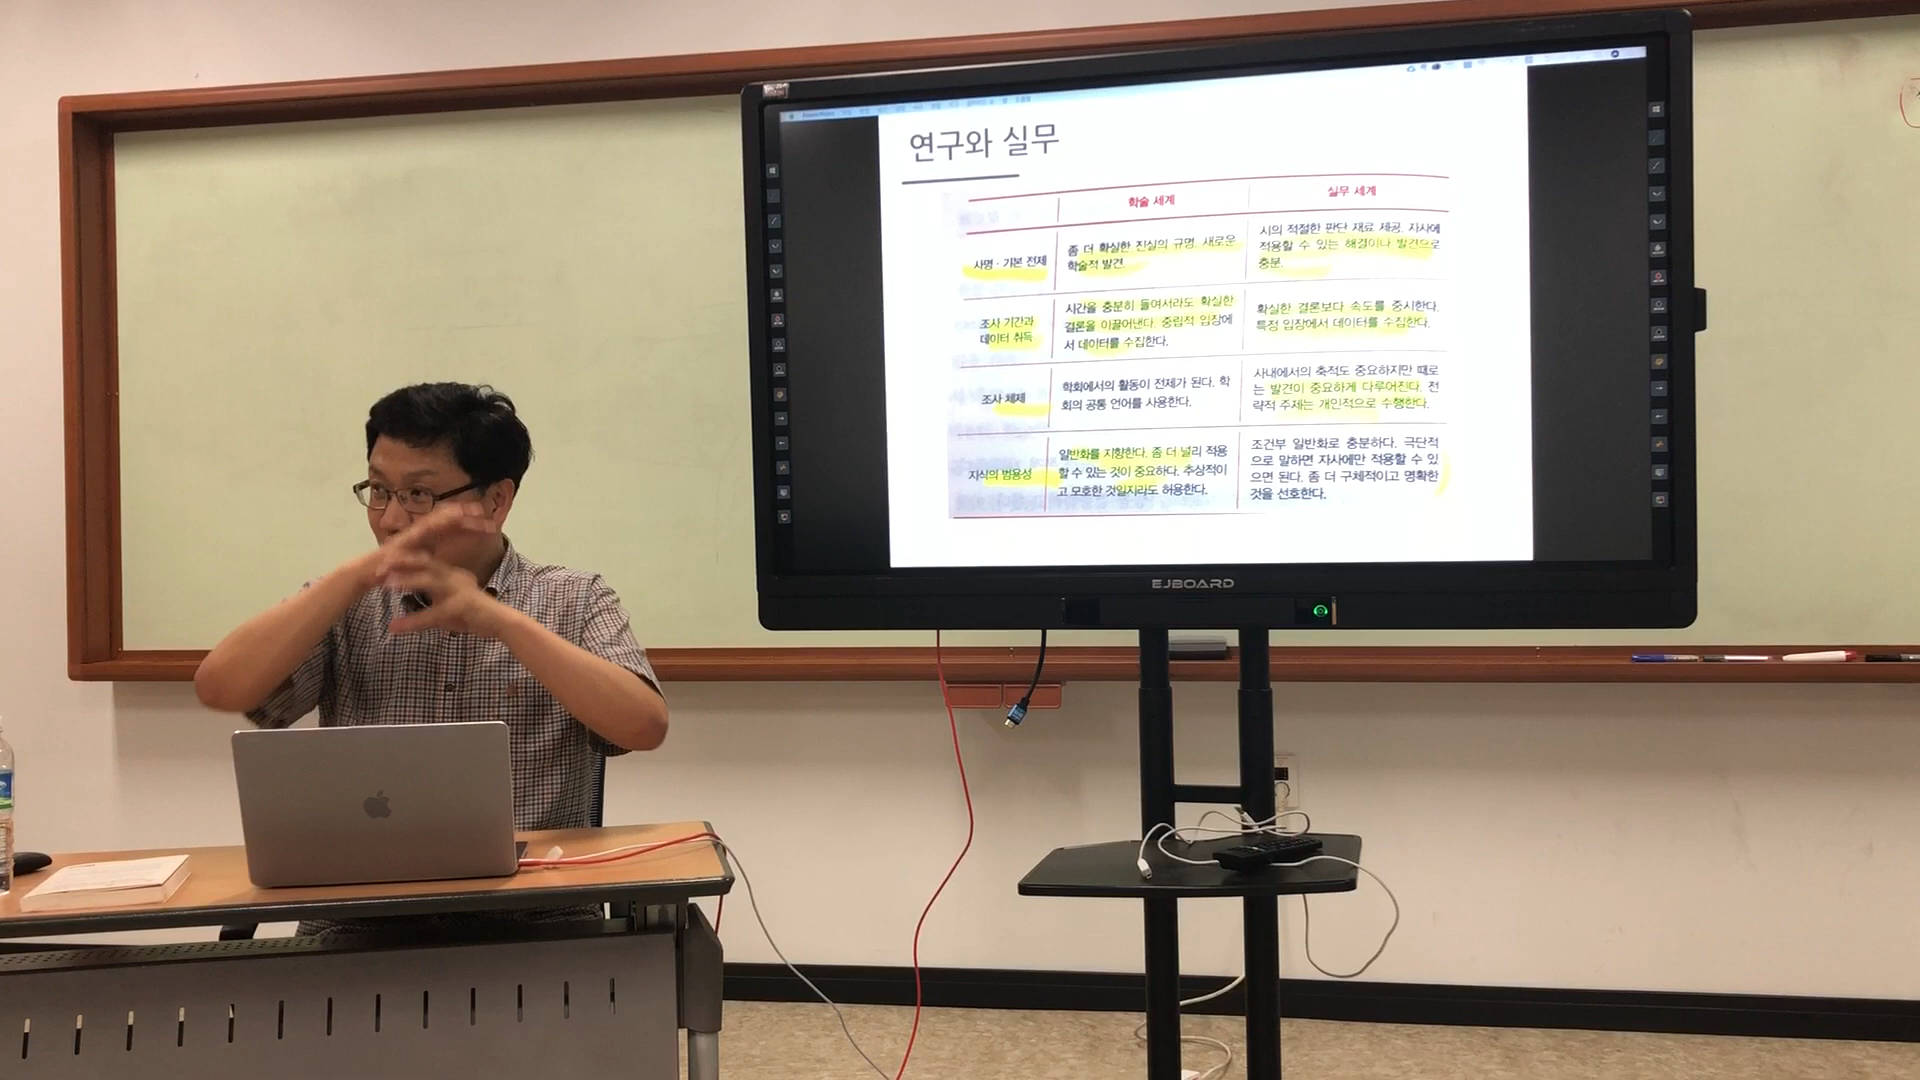 PowerPoint
연구와 실무
학술 세계
실무 세계
사명 · 기본 전제
좀 더 확실한 진실의 규명. 새로운
학술적 발견.
시의 적절한 판단 재료 제공. 자사에
적용할 수 있는 해결이나 발견으로
충분.
조사 기간과
데이터 취득
시간을 충분히 들여서라도 확실한
결론을 이끌어낸다. 중립적 입장에
서 데이터를 수집한다.
확실한 결론보다 속도를 중시한다.
특정 입장에서 데이터를 수집한다.
조사 체제
학회에서의 활동이 전제가 된다. 학
회의 공통 언어를 사용한다.
사내에서의 축적도 중요하지만 때로
는 발견이 중요하게 다루어진다. 전
략적 주제는 개인적으로 수행한다.
지식의 범용성
일반화를 지향한다. 좀 더 널리 적용
할 수 있는 것이 중요하다. 추상적이
고 모호한 것일지라도 허용한다.
조건부 일반화로 충분하다. 극단적
으로 말하면 자사에만 적용할 수 있
으면 된다. 좀 더 구체적이고 명확한
것을 선호한다.
EJBOARD